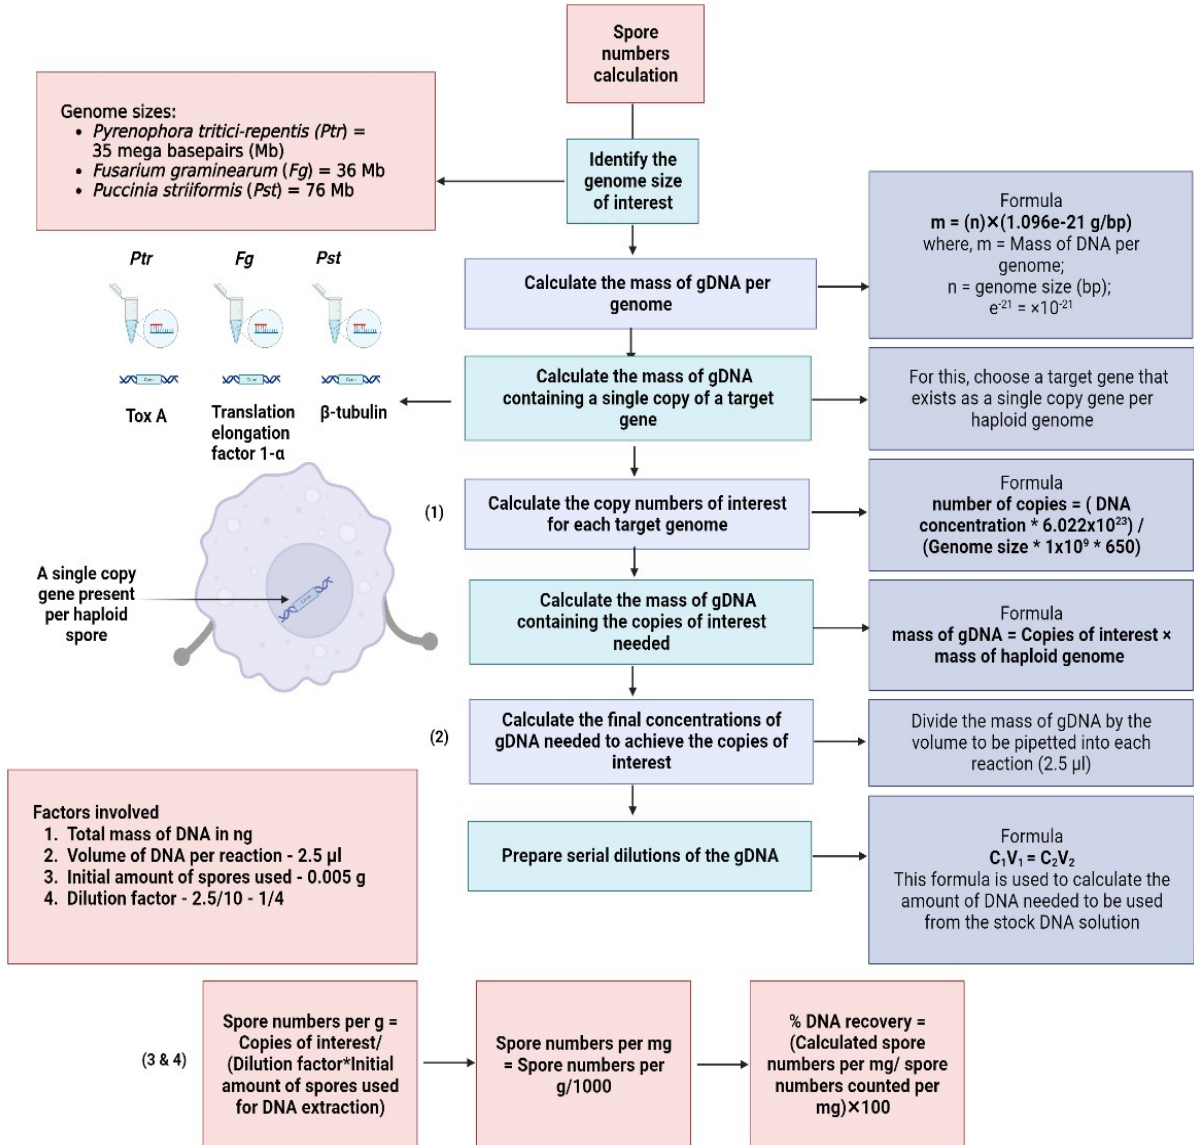 Spore
numbers
calculation
Genome sizes:
• Pyrenophora tritici-repentis (Ptr) =
35 mega basepairs (Mb)
• Fusarium graminearum (Fg) = 36 Mb
• Puccinia striiformis (Pst) = 76 Mb
Identify the
genome size
of interest
Formula
m = (n)×(1.096e-21 g/bp)
where, m = Mass of DNA per
genome;
n = genome size (bp);
e⁻²¹ = ×10⁻²¹
Calculate the mass of gDNA per
genome
Ptr
Fg
Pst
Tox A
Translation
elongation
factor 1-α
β-tubulin
Calculate the mass of gDNA
containing a single copy of a target
gene
For this, choose a target gene that
exists as a single copy gene per
haploid genome
(1)
Calculate the copy numbers of interest
for each target genome
Formula
number of copies = ( DNA
concentration * 6.022x10²³) /
(Genome size * 1x10⁹ * 650)
A single copy
gene present
per haploid
spore
Calculate the mass of gDNA
containing the copies of interest
needed
Formula
mass of gDNA = Copies of interest ×
mass of haploid genome
(2)
Calculate the final concentrations of
gDNA needed to achieve the copies of
interest
Divide the mass of gDNA by the
volume to be pipetted into each
reaction (2.5 µl)
Factors involved
1. Total mass of DNA in ng
2. Volume of DNA per reaction - 2.5 µl
3. Initial amount of spores used - 0.005 g
4. Dilution factor - 2.5/10 - 1/4
Prepare serial dilutions of the gDNA
Formula
C₁V₁ = C₂V₂
This formula is used to calculate the
amount of DNA needed to be used
from the stock DNA solution
(3 & 4)
Spore numbers per g =
Copies of interest/
(Dilution factor*Initial
amount of spores used
for DNA extraction)
Spore numbers per mg
= Spore numbers per
g/1000
% DNA recovery =
(Calculated spore
numbers per mg/ spore
numbers counted per
mg)×100